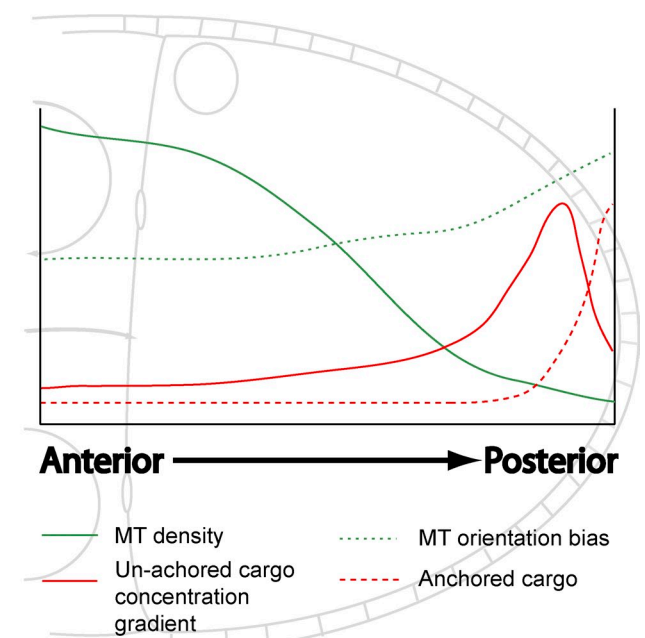 Anterior Posterior
MT density
MT orientation bias
Un-achored cargo
concentration
gradient
Anchored cargo